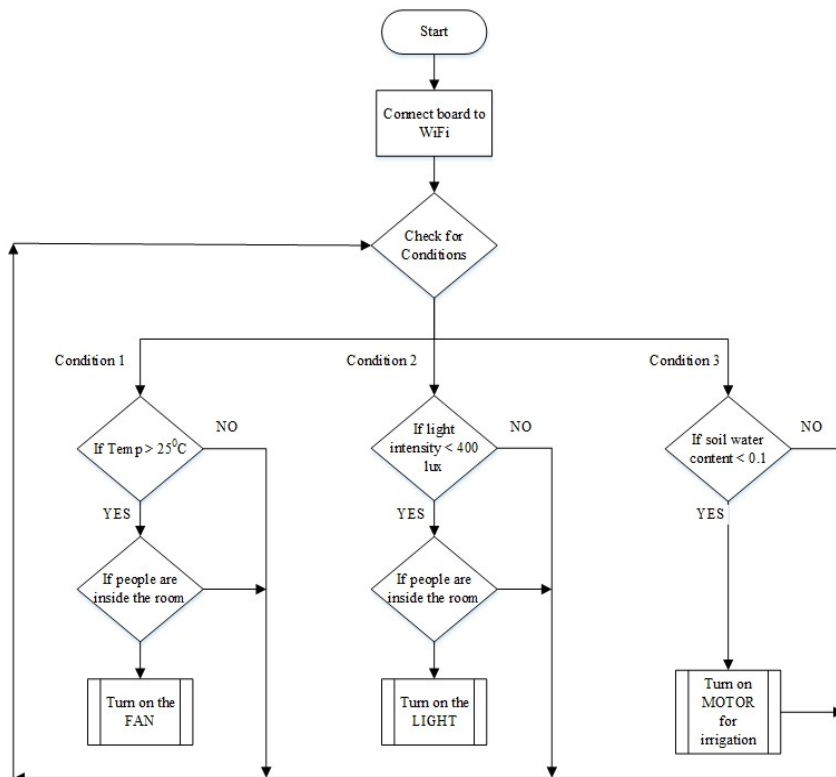 Start
Connect board to
WiFi
Check for
Conditions
Condition 1
Condition 2
Condition 3
If Temp > 25⁰C
NO
If light
intensity < 400
lux
NO
If soil water
content < 0.1
NO
YES
YES
YES
If people are
inside the room
If people are
inside the room
Turn on the
FAN
Turn on the
LIGHT
Turn on
MOTOR
for
irrigation